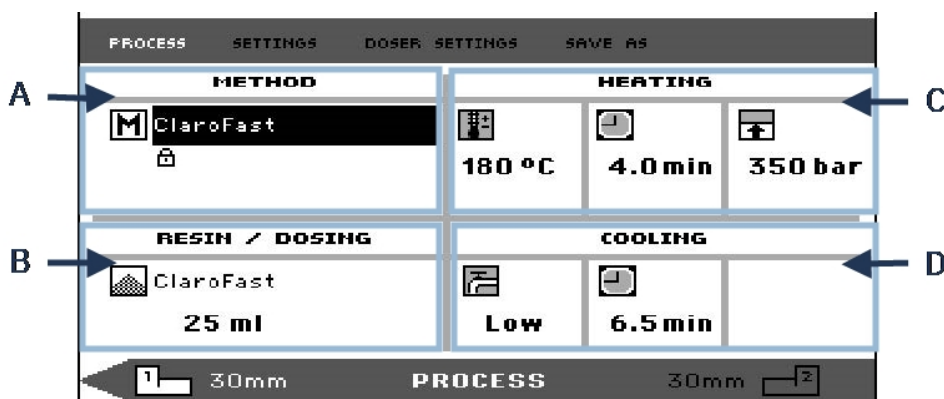 PROCESS SETTINGS DOSER SETTINGS SAVE AS
METHOD
HEATING
A
C
M ClaroFast
180 ºC
4.0 min
350 bar
RESIN / DOSING
COOLING
B
D
ClaroFast
25 ml
Low
6.5 min
1 30mm PROCESS 30mm 2